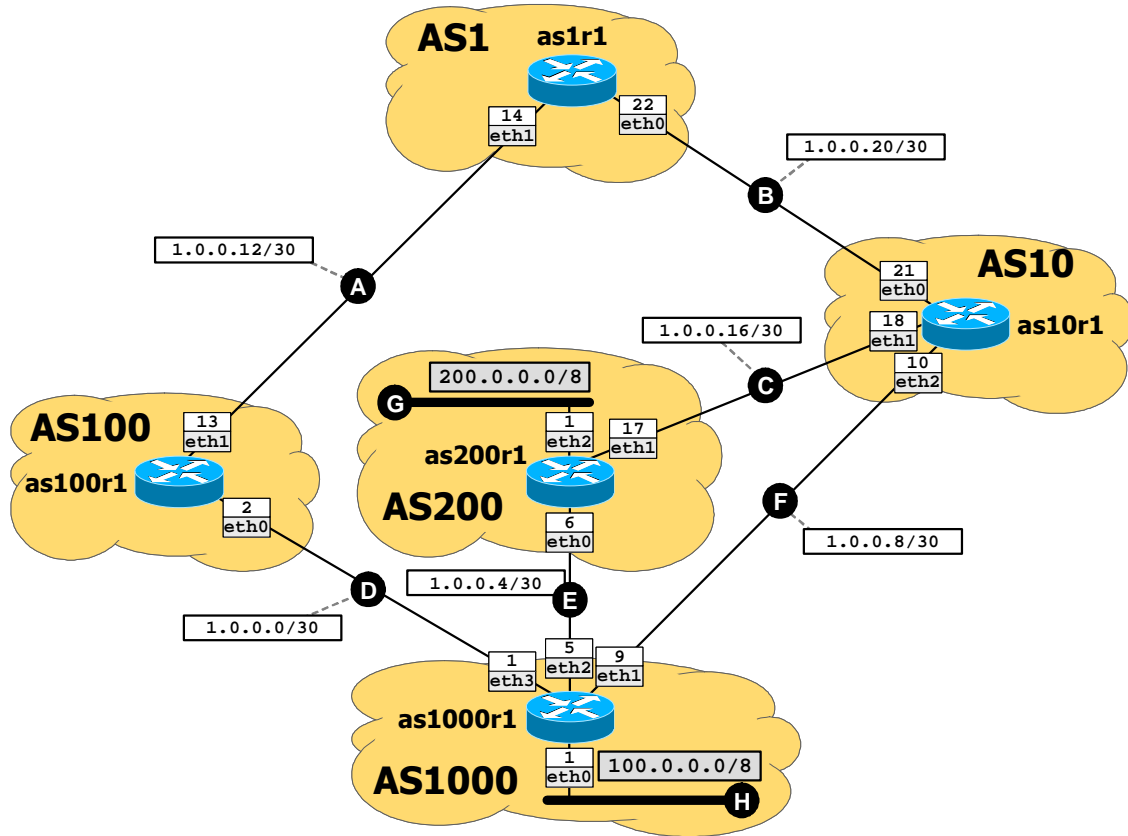 AS1
as1r1
14
eth1
22
eth0
1.0.0.20/30
B
1.0.0.12/30
A
21
eth0
AS10
18
eth1
as10r1
10
eth2
1.0.0.16/30
C
200.0.0.0/8
G
AS100
13
eth1
as100r1
2
eth0
1
eth2
17
eth1
as200r1
AS200
6
eth0
F
1.0.0.8/30
1.0.0.4/30
D
E
1.0.0.0/30
1
eth3
5
eth2
9
eth1
as1000r1
AS1000
1
eth0
100.0.0.0/8
H